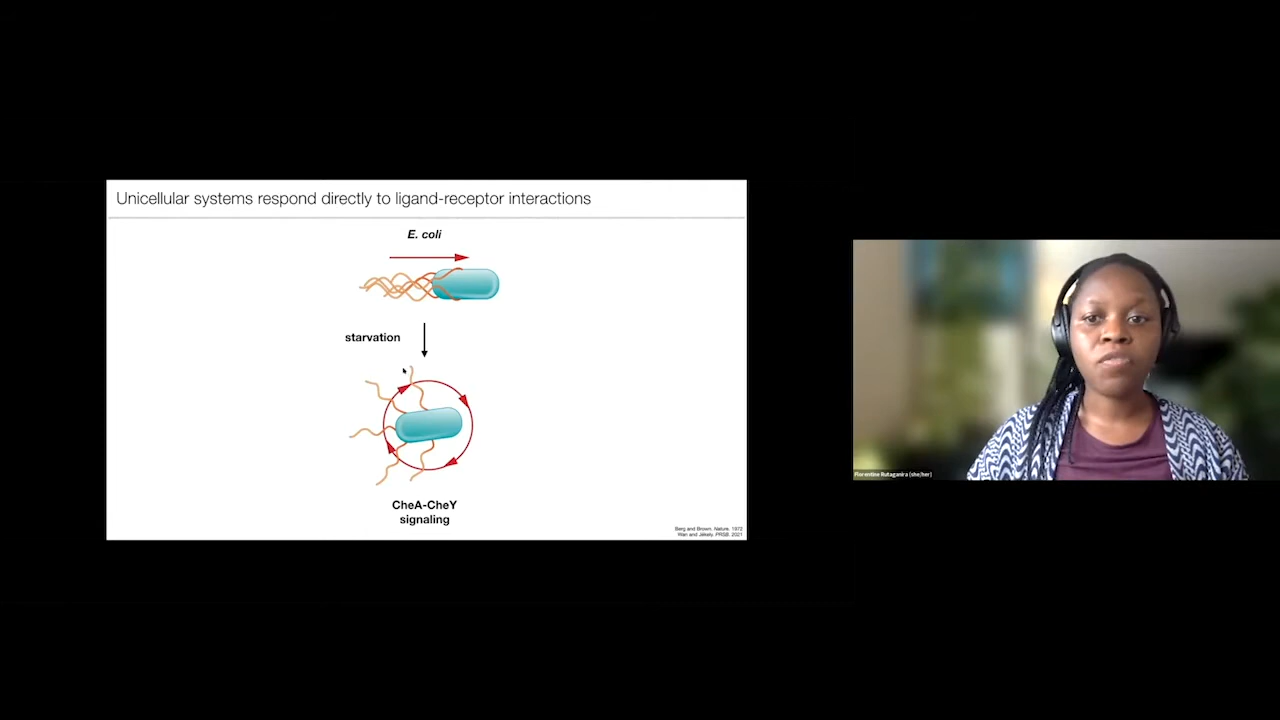 Unicellular systems respond directly to ligand-receptor interactions
E. coli
starvation
CheA-CheY
signaling
Berg and Brown. Nature. 1972
Wan and Jékely. PRSB. 2021
Florentine Rutaganira (she/her)